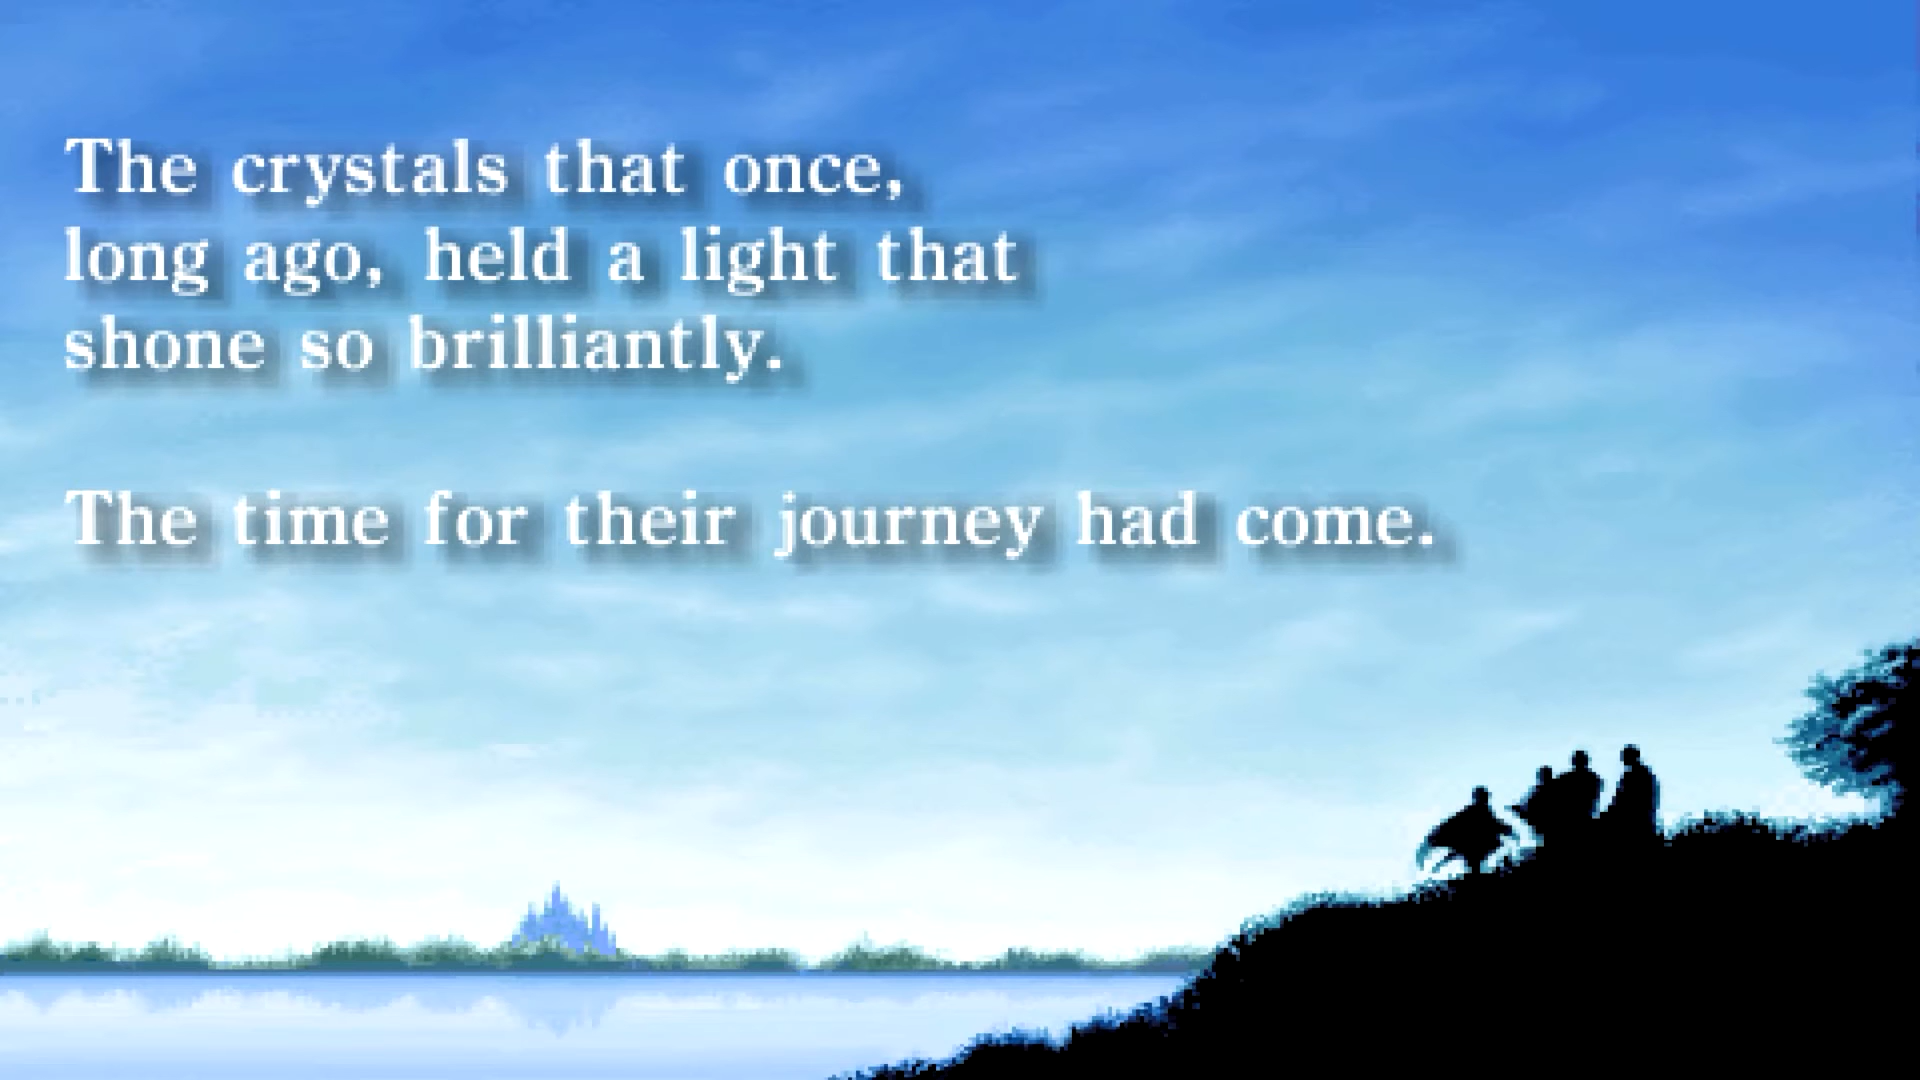 The crystals that once,
long ago, held a light that
shone so brilliantly.
The time for their journey had come.